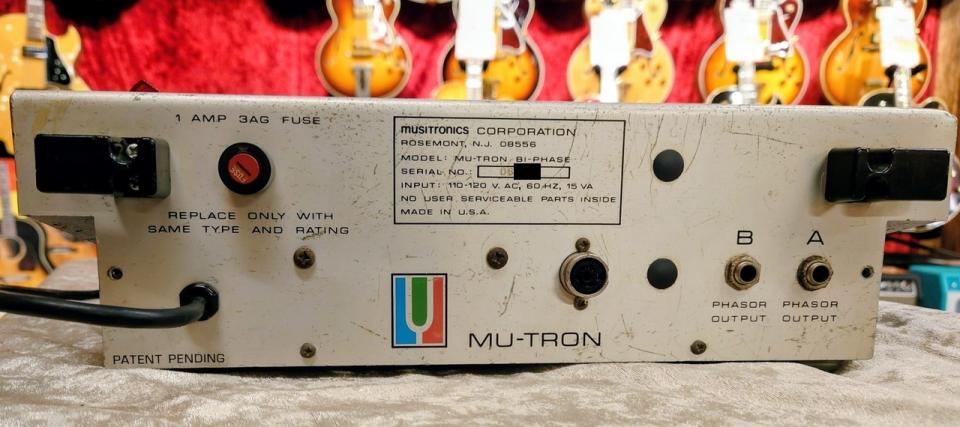 1 AMP 3AG FUSE
FUSE
REPLACE ONLY WITH
SAME TYPE AND RATING
musitronics CORPORATION
ROSEMONT, N.J. 08556
MODEL: MU-TRON BI-PHASE
SERIAL NO.:
INPUT: 110-120 V. AC, 60 HZ, 15 VA
NO USER SERVICEABLE PARTS INSIDE
MADE IN U.S.A.
B
A
PHASOR
OUTPUT
PHASOR
OUTPUT
MU-TRON
PATENT PENDING